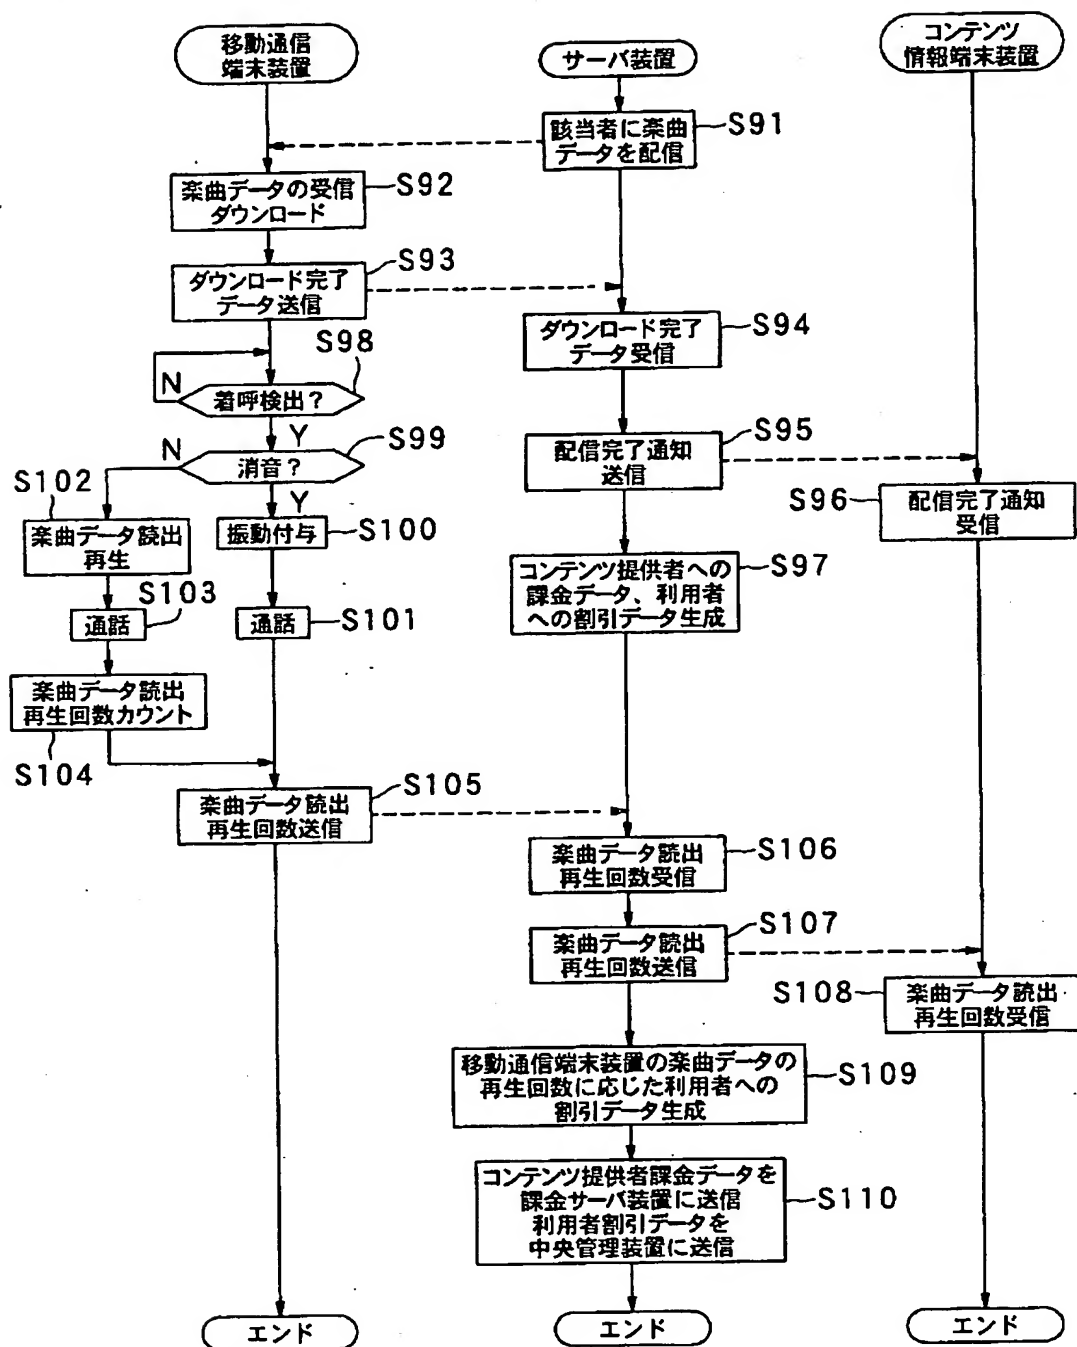 移動通信
端末装置
サーバ装置
コンテンツ
情報端末装置
該当者に楽曲
データを配信
S91
楽曲データの受信
ダウンロード
S92
ダウンロード完了
データ送信
S93
ダウンロード完了
データ受信
S94
S98
N
着呼検出？
Y
配信完了通知
送信
S95
S99
N
消音？
Y
S96
配信完了通知
受信
S102
楽曲データ読出
再生
振動付与
S100
コンテンツ提供者への
課金データ、利用者
への割引データ生成
S97
S103
通話
通話
S101
楽曲データ読出
再生回数カウント
S104
楽曲データ読出
再生回数送信
S105
楽曲データ読出
再生回数受信
S106
楽曲データ読出
再生回数送信
S107
S108
楽曲データ読出
再生回数受信
移動通信端末装置の楽曲データの
再生回数に応じた利用者への
割引データ生成
S109
コンテンツ提供者課金データを
課金サーバ装置に送信
利用者割引データを
中央管理装置に送信
S110
エンド
エンド
エンド